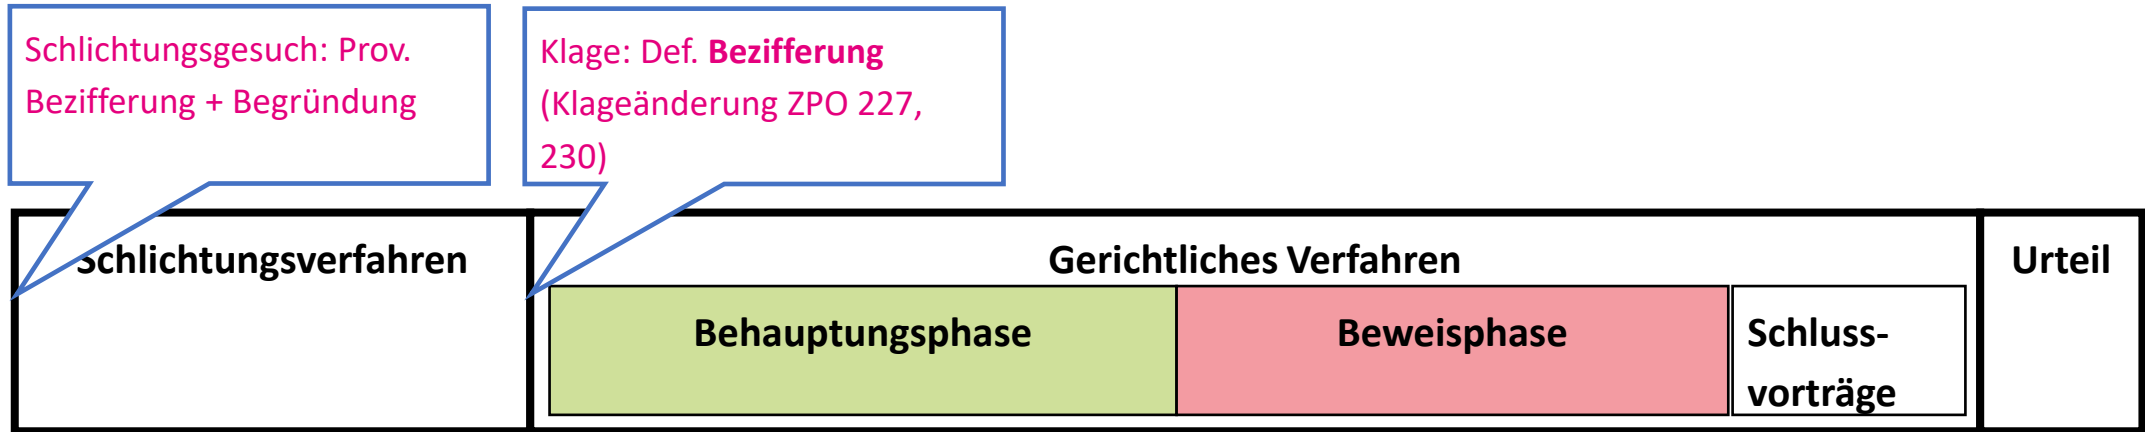 Schlichtungsgesuch: Prov.
Bezifferung + Begründung
Klage: Def. Bezifferung
(Klageänderung ZPO 227,
230)
Schlichtungsverfahren
Gerichtliches Verfahren
Urteil
Behauptungsphase
Beweisphase
Schluss-
vorträge